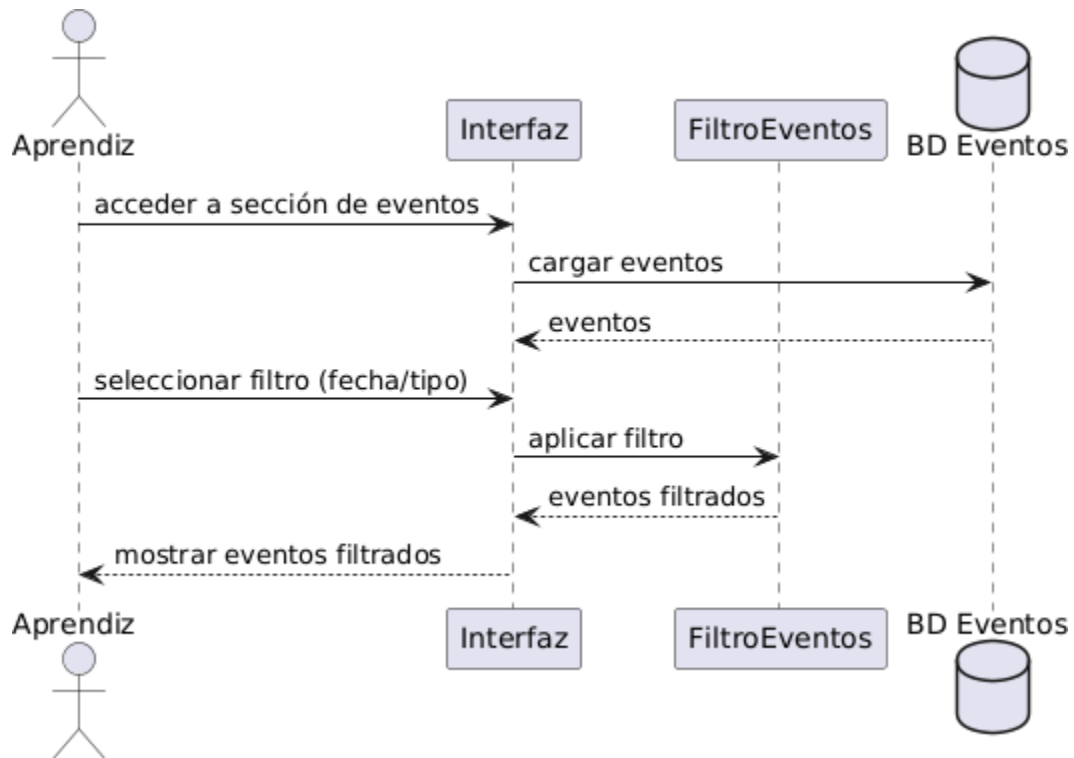 Aprendiz
Interfaz
FiltroEventos
BD Eventos
acceder a sección de eventos
cargar eventos
eventos
seleccionar filtro (fecha/tipo)
aplicar filtro
eventos filtrados
mostrar eventos filtrados
Aprendiz
Interfaz
FiltroEventos
BD Eventos